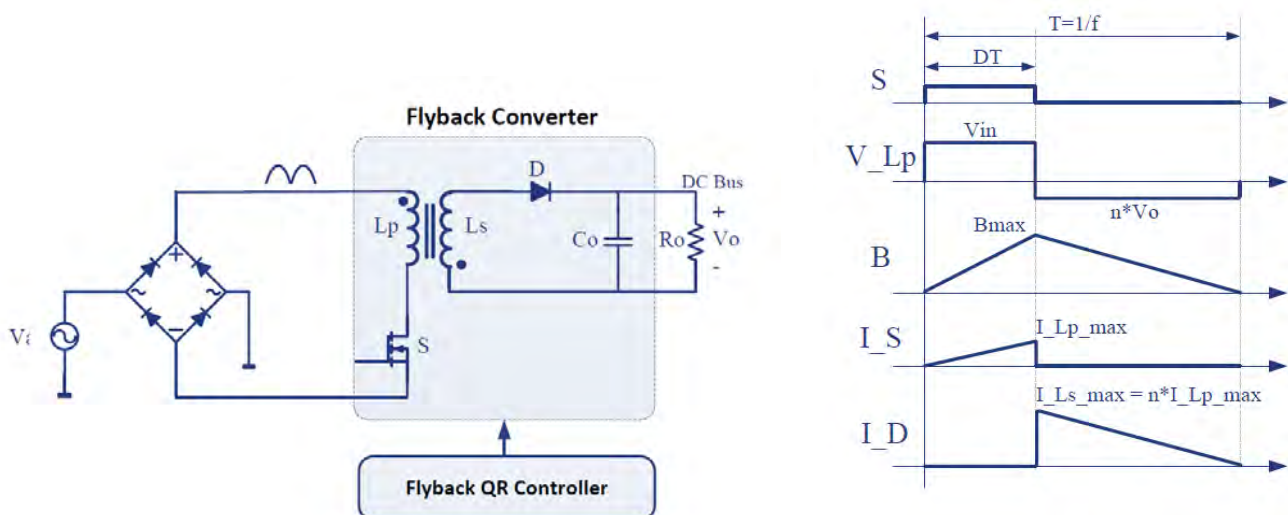 Flyback Converter
D
DC Bus
+
Lp
Ls
Co
Ro
Vo
-
+
~
~
−
S
Flyback QR Controller
T=1/f
DT
S
Vin
V_Lp
n*Vo
Bmax
B
I_Lp_max
I_S
I_Ls_max = n*I_Lp_max
I_D